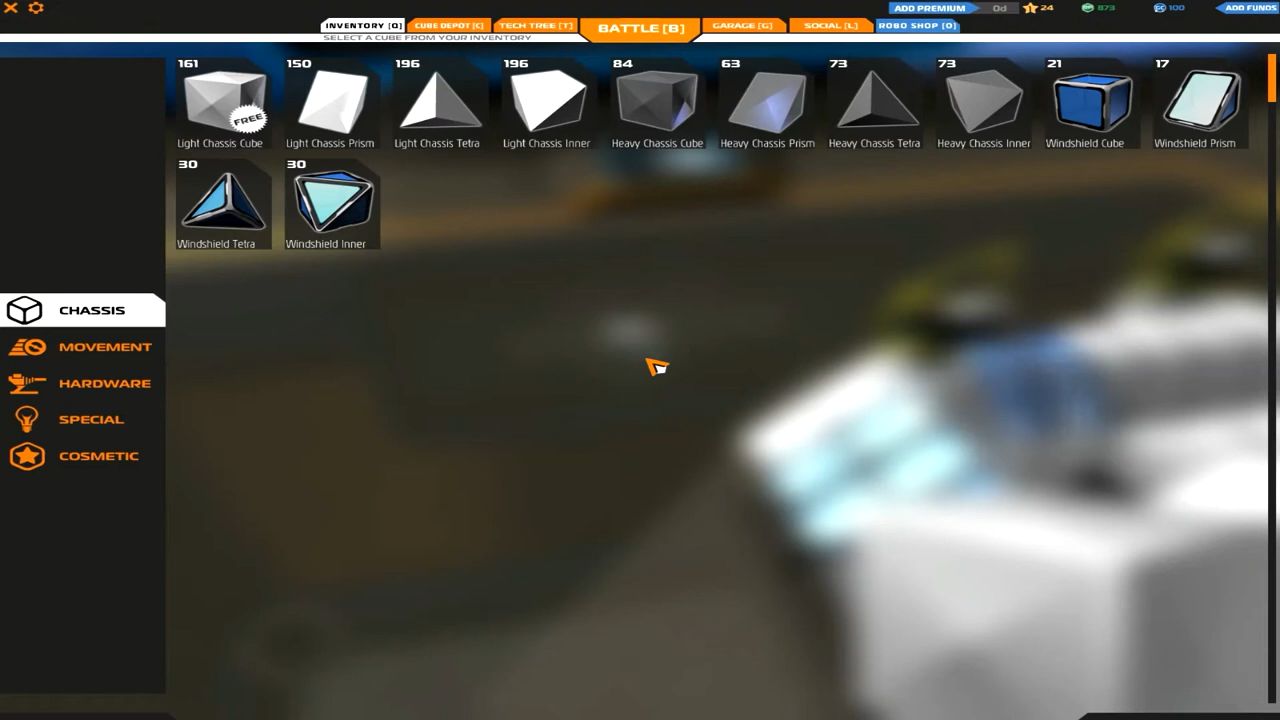 ADD PREMIUM 0d 24 873 100 ADD FUNDS
INVENTORY [Q] CUBE DEPOT [C] TECH TREE [T] BATTLE [B] GARAGE [G] SOCIAL [L] ROBO SHOP [O]
SELECT A CUBE FROM YOUR INVENTORY
161 150 196 196 84 63 73 73 21 17
FREE
Light Chassis Cube Light Chassis Prism Light Chassis Tetra Light Chassis Inner Heavy Chassis Cube Heavy Chassis Prism Heavy Chassis Tetra Heavy Chassis Inner Windshield Cube Windshield Prism
30 30
Windshield Tetra Windshield Inner
CHASSIS
MOVEMENT
HARDWARE
SPECIAL
COSMETIC